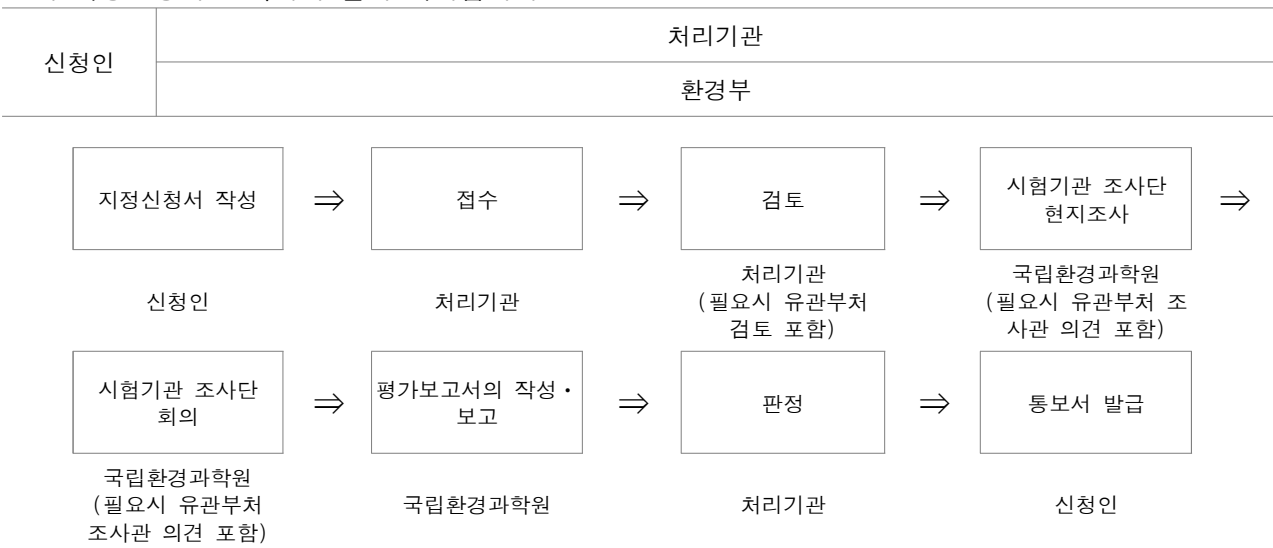 신청인
처리기관
환경부
지정신청서 작성 ⇒ 접수 ⇒ 검토 ⇒ 시험기관 조사단
현지조사 ⇒
신청인
처리기관
처리기관
(필요시 유관부처
검토 포함)
국립환경과학원
(필요시 유관부처 조
사관 의견 포함)
시험기관 조사단
회의 ⇒ 평가보고서의 작성·
보고 ⇒ 판정 ⇒ 통보서 발급
국립환경과학원
(필요시 유관부처
조사관 의견 포함)
국립환경과학원
처리기관
신청인